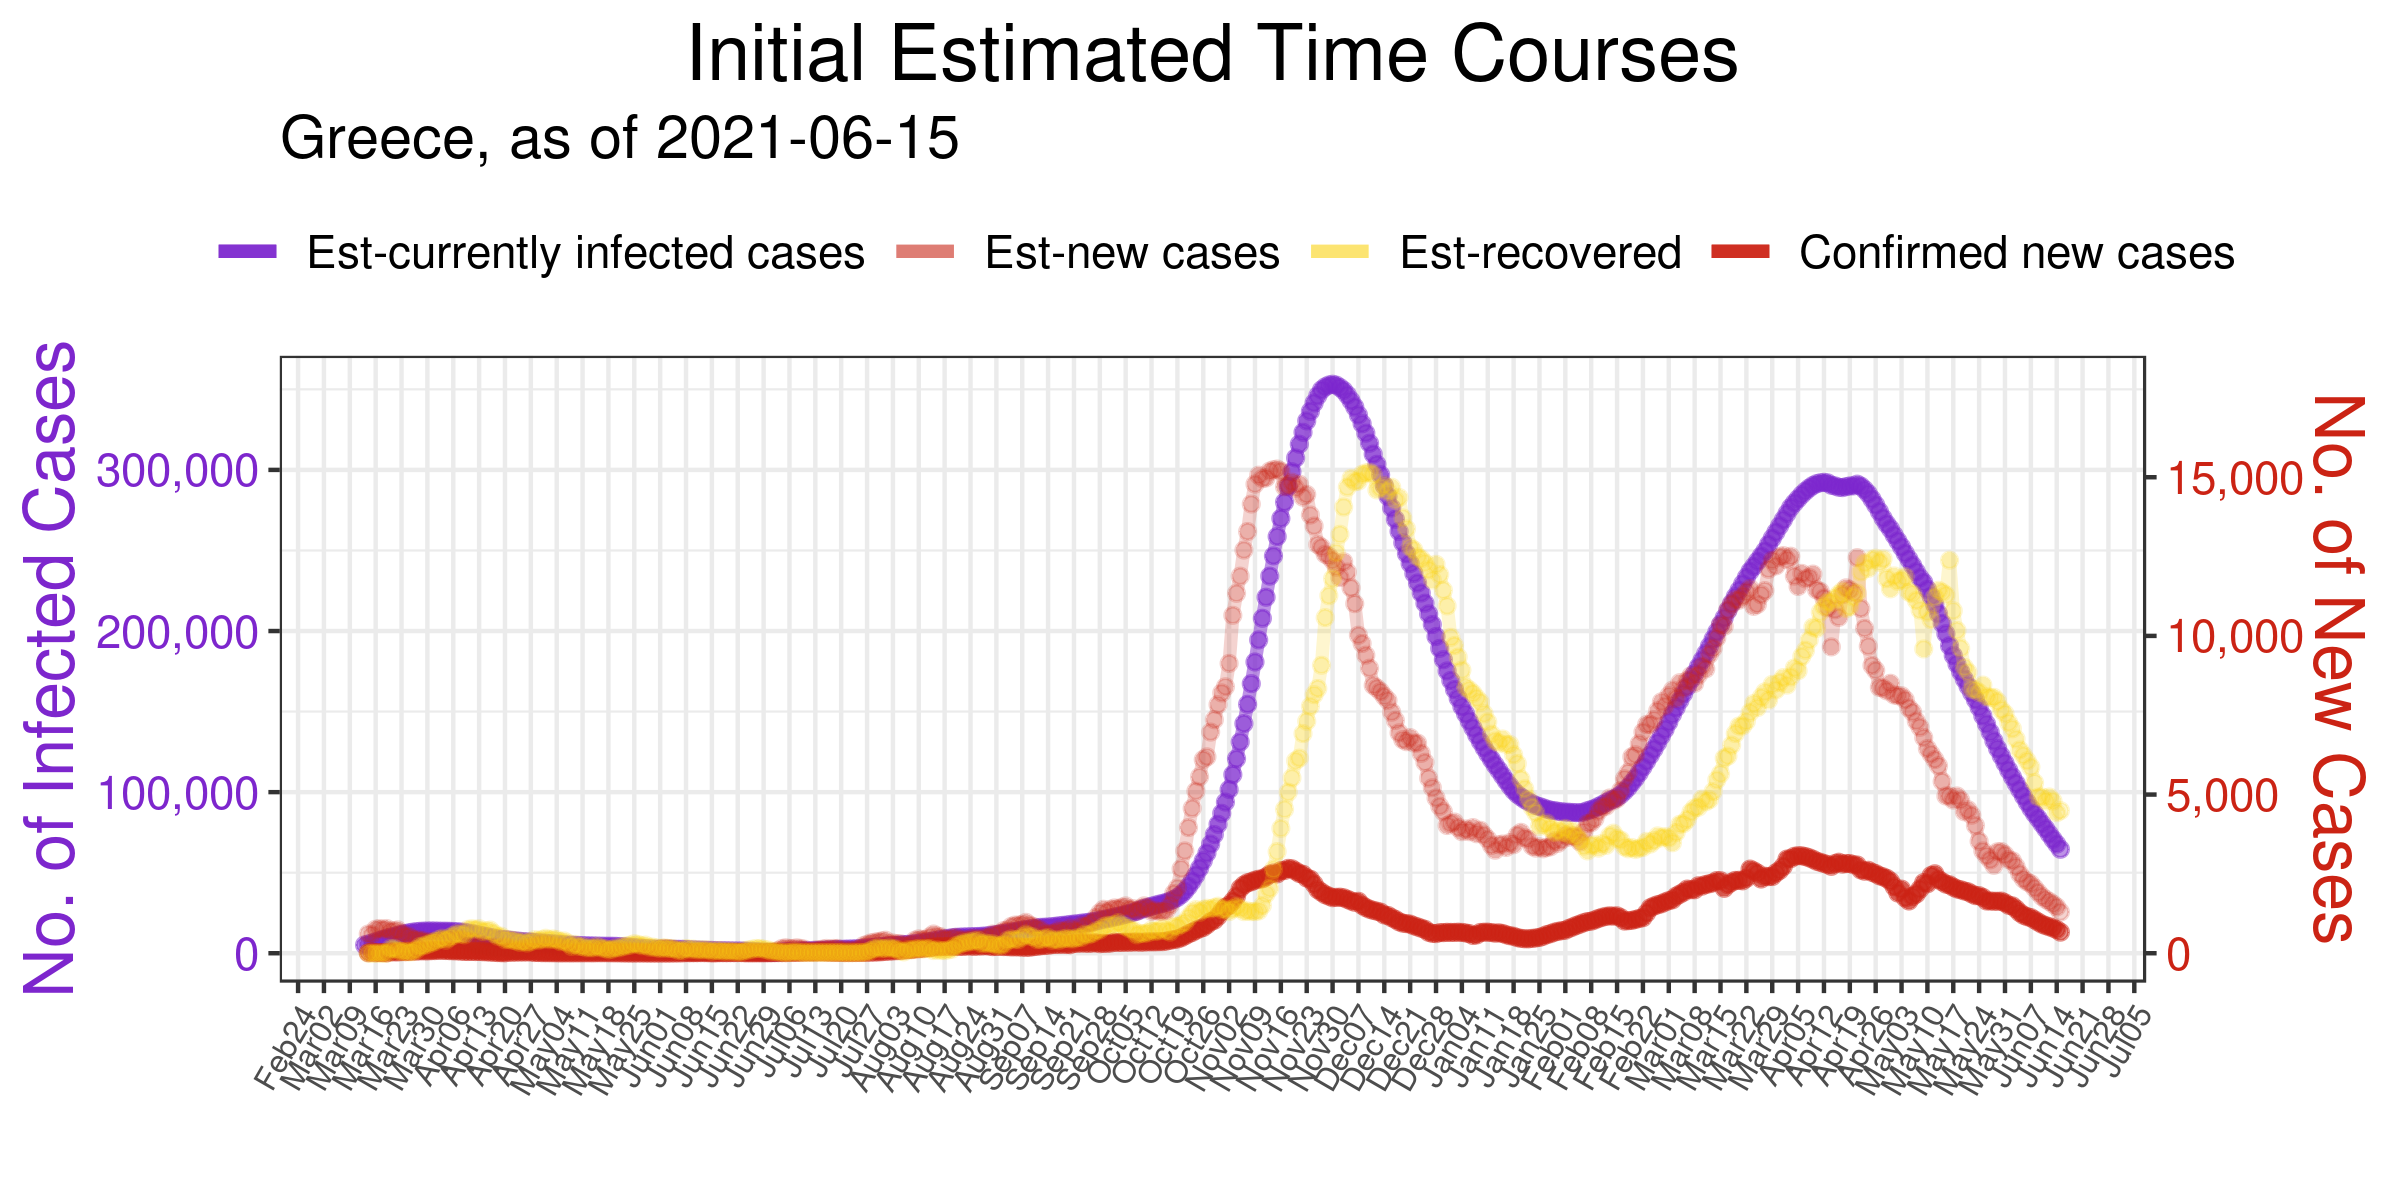 Initial Estimated Time Courses
Greece, as of 2021-06-15
Est-currently infected cases
Est-new cases
Est-recovered
Confirmed new cases
No. of Infected Cases
300,000
200,000
100,000
0
15,000
10,000
5,000
0
No. of New Cases
Feb24
Mar02
Mar09
Mar16
Mar23
Mar30
Apr06
Apr13
Apr20
Apr27
May04
May11
May18
May25
Jun01
Jun08
Jun15
Jun22
Jun29
Jul06
Jul13
Jul20
Jul27
Aug03
Aug10
Aug17
Aug24
Aug31
Sep07
Sep14
Sep21
Sep28
Oct05
Oct12
Oct19
Oct26
Nov02
Nov09
Nov16
Nov23
Nov30
Dec07
Dec14
Dec21
Dec28
Jan04
Jan11
Jan18
Jan25
Feb01
Feb08
Feb15
Feb22
Mar01
Mar08
Mar15
Mar22
Mar29
Apr05
Apr12
Apr19
Apr26
May03
May10
May17
May24
May31
Jun07
Jun14
Jun21
Jun28
Jul05